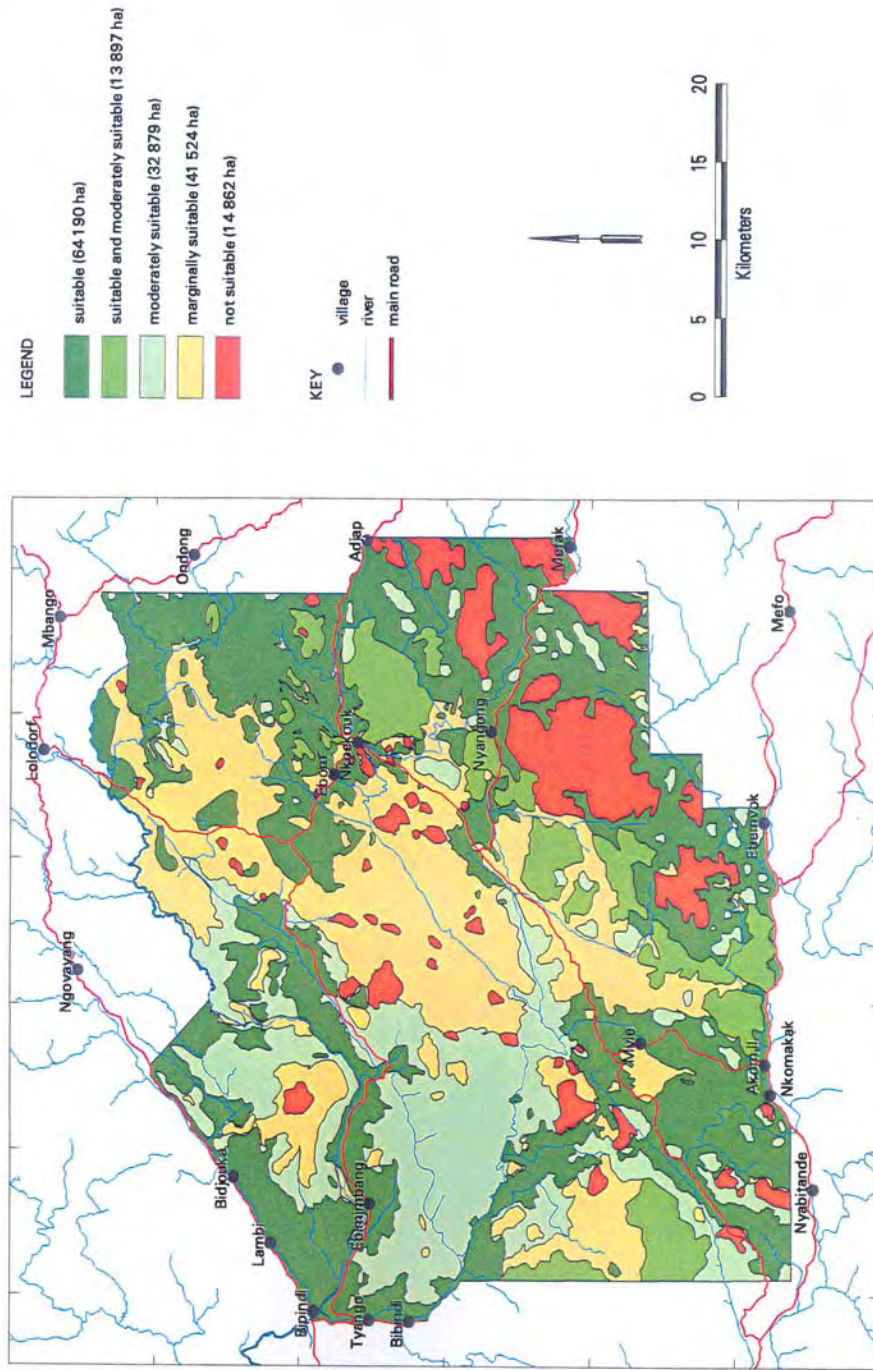 LEGEND
suitable (64 190 ha)
suitable and moderately suitable (13 897 ha)
moderately suitable (32 879 ha)
marginally suitable (41 524 ha)
not suitable (14 862 ha)
KEY
village
river
main road
0 5 10 15 20
Kilometers
Lolodorf
Mbango
Ngovayang
Ondong
Bidjouka
Lambi
Bipindi
Ebom
Adjap
Nkoekouk
Tyango
Ebimimbang
Bibindi
Nyangong
Melak
Mvie
Ebemvok
Mefo
Akom II
Nkomakak
Nyabitande